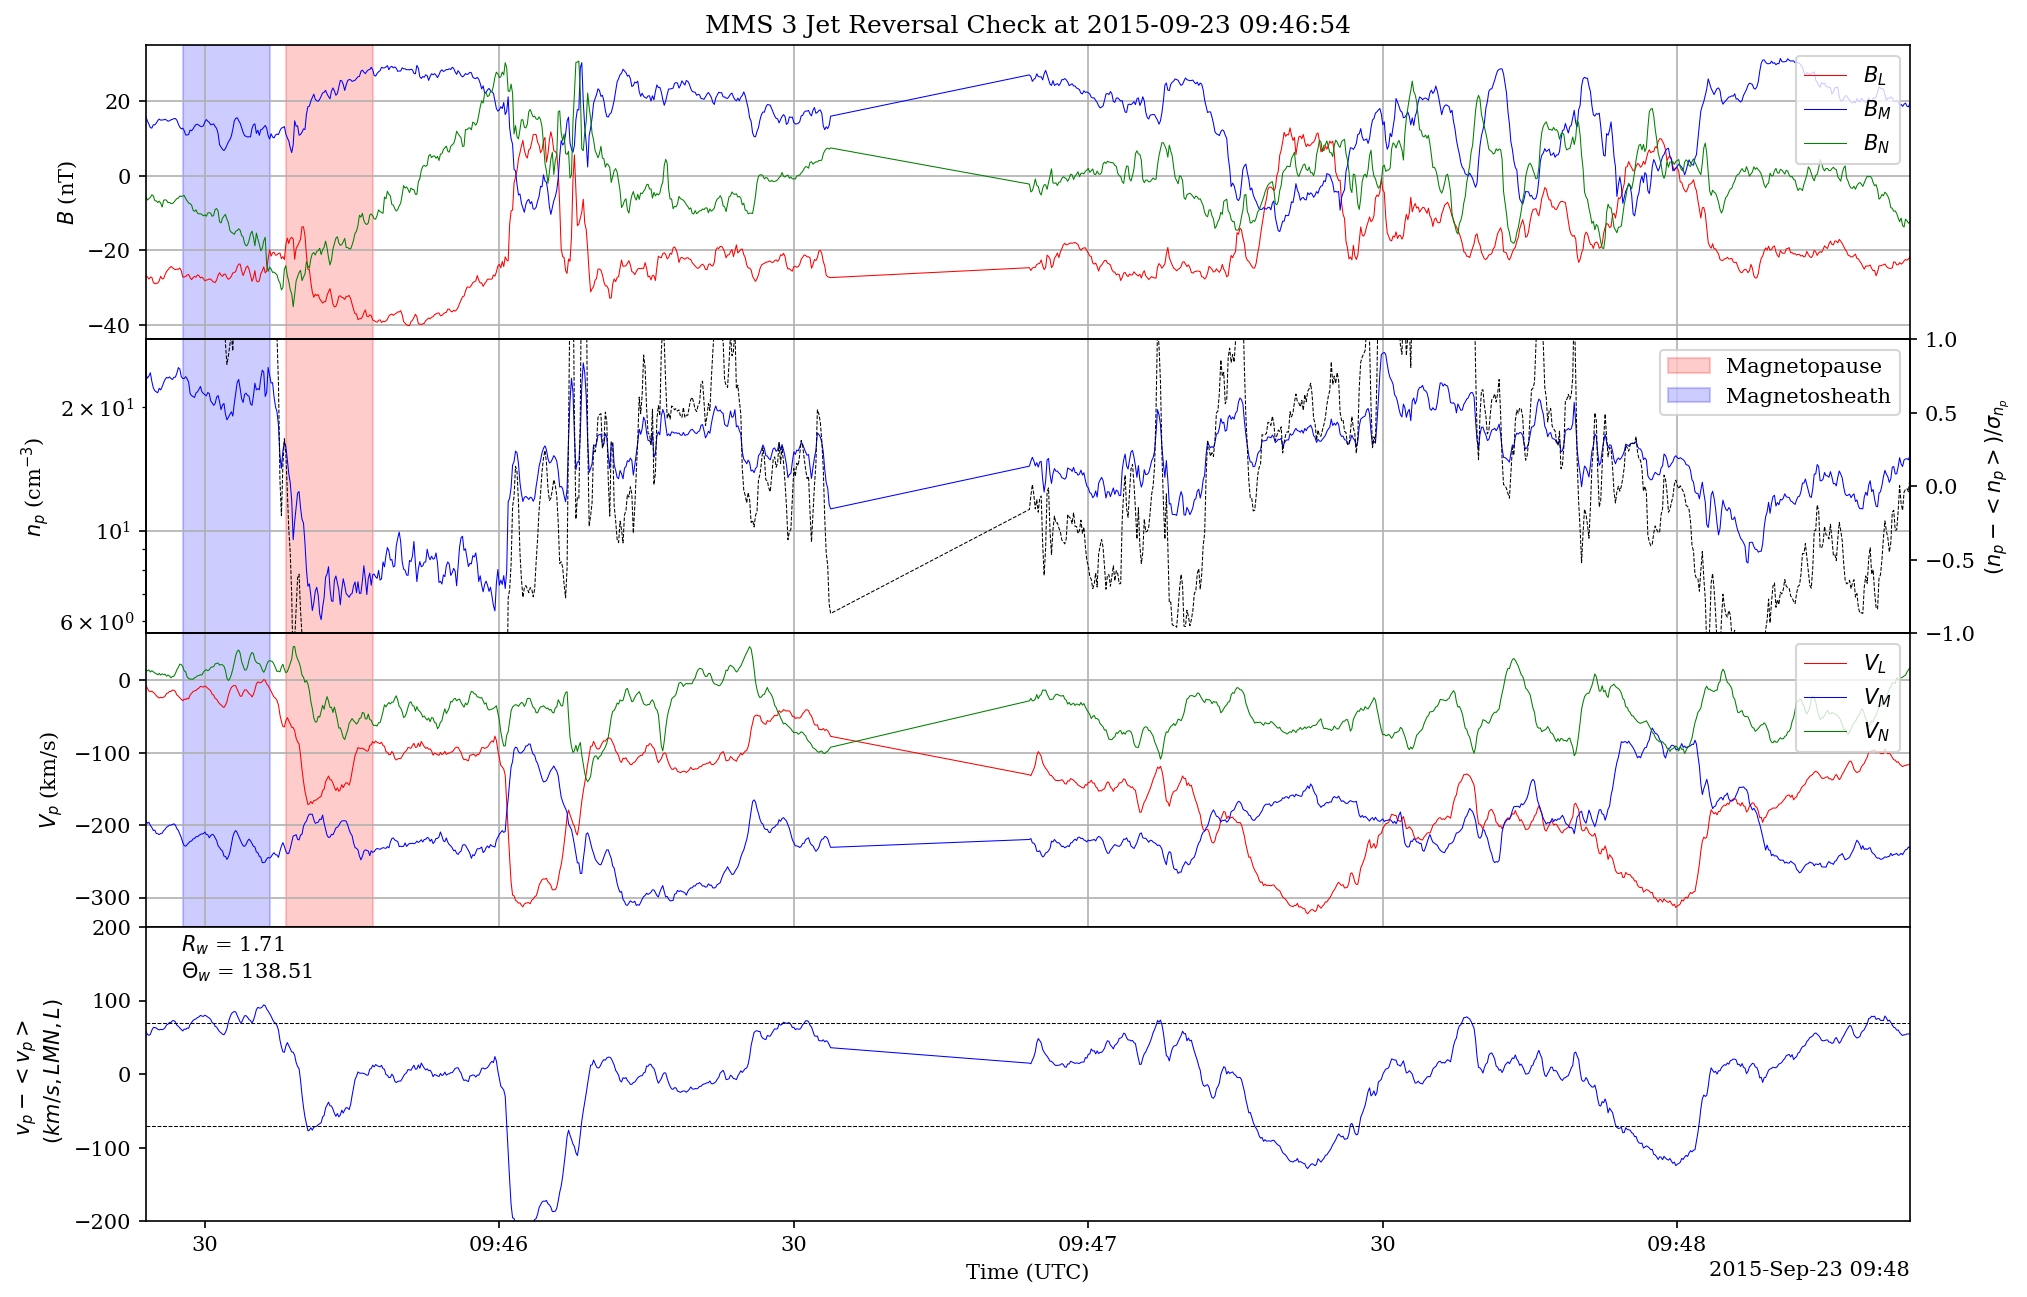 MMS 3 Jet Reversal Check at 2015-09-23 09:46:54
B (nT)
20
0
−20
−40
B_L
B_M
B_N
n_p (cm^{−3})
2 × 10^1
10^1
6 × 10^0
Magnetopause
Magnetosheath
1.0
0.5
0.0
−0.5
−1.0
(n_p − < n_p > )/σ_{n_p}
V_p (km/s)
0
−100
−200
−300
V_L
V_M
V_N
v_p − < v_p >
(km/s, LMN, L)
200
100
0
−100
−200
R_w = 1.71
Θ_w = 138.51
30
09:46
30
09:47
30
09:48
Time (UTC)
2015-Sep-23 09:48